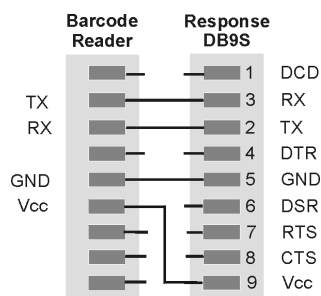 Barcode Reader
Response DB9S
1 DCD
TX 3 RX
RX 2 TX
4 DTR
GND 5 GND
Vcc 6 DSR
7 RTS
8 CTS
9 Vcc